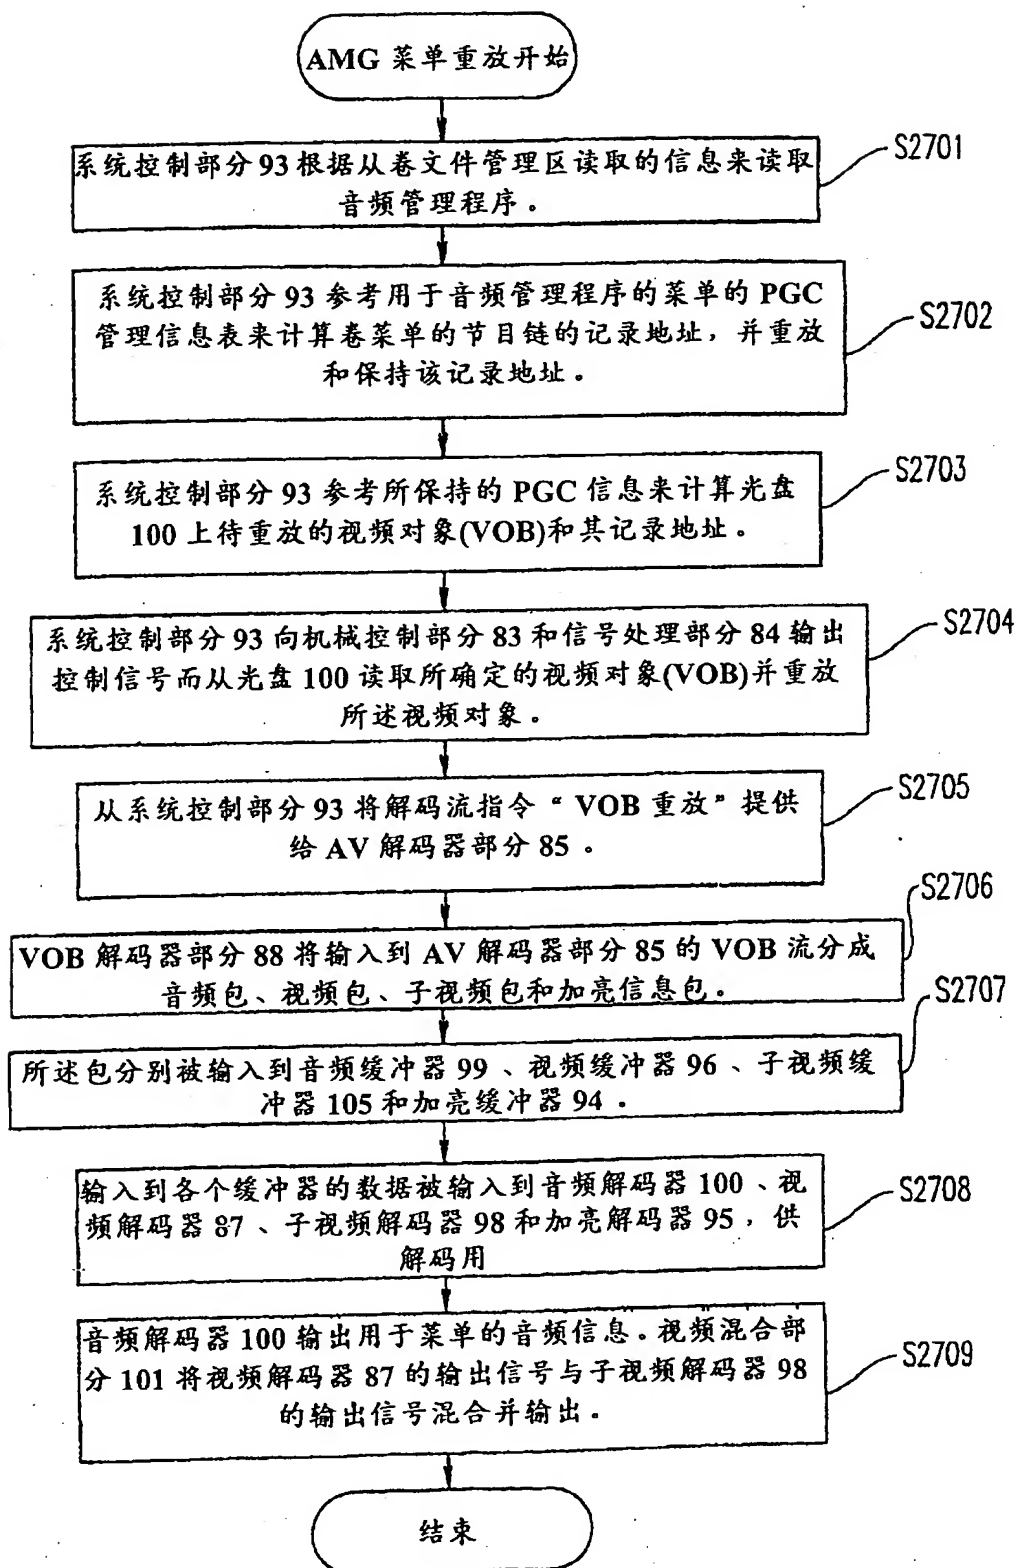 AMG 菜单重放开始
系统控制部分 93 根据从卷文件管理区读取的信息来读取
音频管理程序。
S2701
系统控制部分 93 参考用于音频管理程序的菜单的 PGC
管理信息表来计算卷菜单的节目链的记录地址，并重放
和保持该记录地址。
S2702
系统控制部分 93 参考所保持的 PGC 信息来计算光盘
100 上待重放的视频对象(VOB)和其记录地址。
S2703
系统控制部分 93 向机械控制部分 83 和信号处理部分 84 输出
控制信号而从光盘 100 读取所确定的视频对象(VOB)并重放
所述视频对象。
S2704
从系统控制部分 93 将解码流指令“VOB 重放”提供
给 AV 解码器部分 85。
S2705
VOB 解码器部分 88 将输入到 AV 解码器部分 85 的 VOB 流分成
音频包、视频包、子视频包和加亮信息包。
S2706
所述包分别被输入到音频缓冲器 99、视频缓冲器 96、子视频缓
冲器 105 和加亮缓冲器 94．
S2707
输入到各个缓冲器的数据被输入到音频解码器 100、视
频解码器 87、子视频解码器 98 和加亮解码器 95，供
解码用
S2708
音频解码器 100 输出用于菜单的音频信息。视频混合部
分 101 将视频解码器 87 的输出信号与子视频解码器 98
的输出信号混合并输出。
S2709
结束